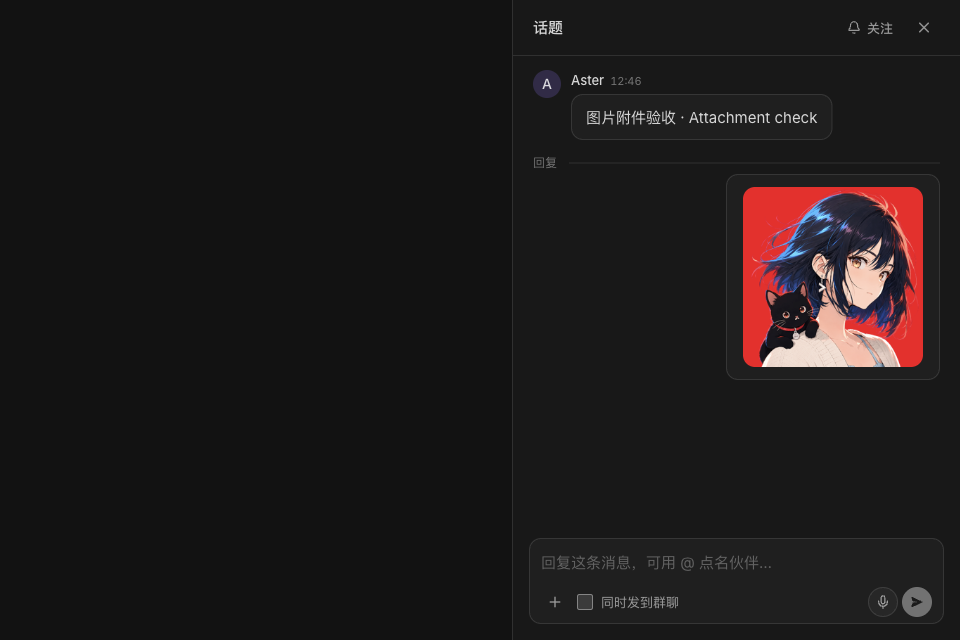 话题
关注
A
Aster 12:46
图片附件验收 · Attachment check
回复
回复这条消息，可用 @ 点名伙伴...
同时发到群聊